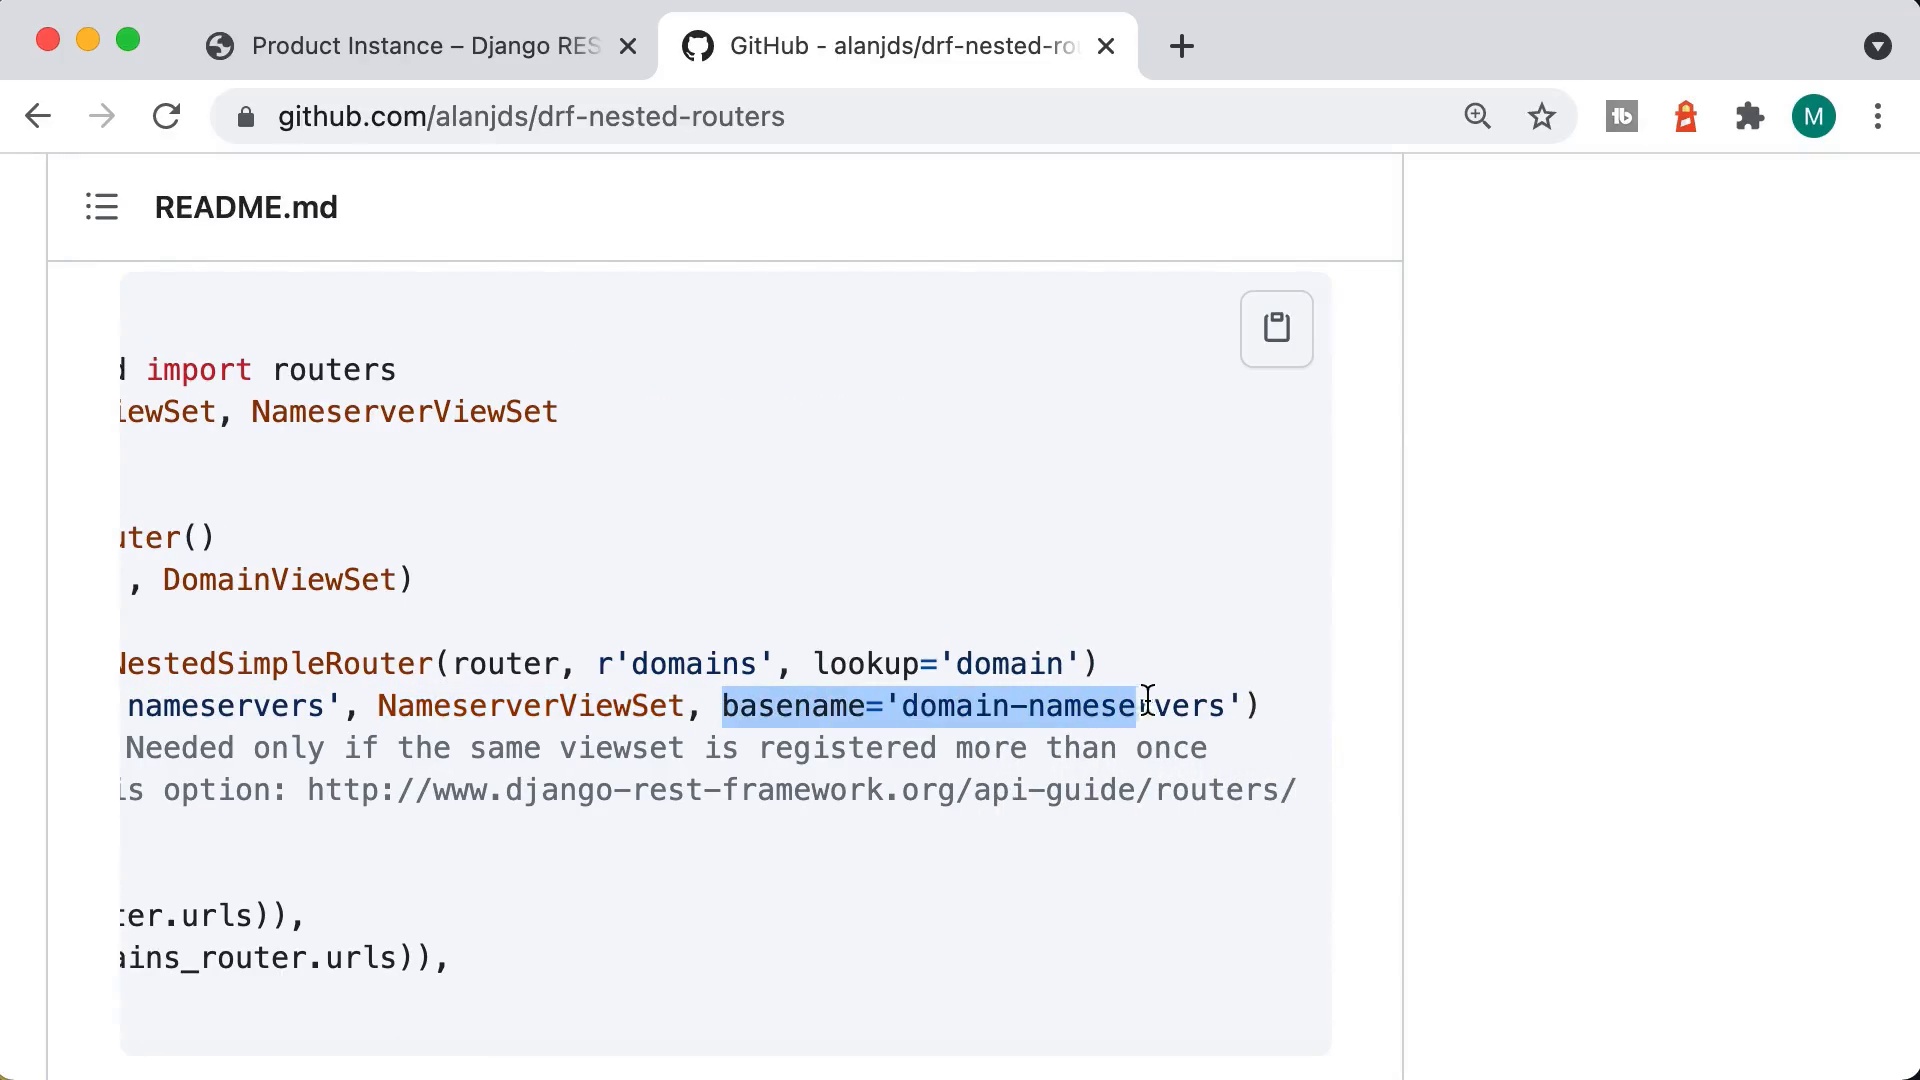 Product Instance – Django RES
GitHub - alanjds/drf-nested-rou
github.com/alanjds/drf-nested-routers
M
README.md
d import routers
iewSet, NameserverViewSet
uter()
, DomainViewSet)
NestedSimpleRouter(router, r'domains', lookup='domain')
nameservers', NameserverViewSet, basename='domain-nameservers')
Needed only if the same viewset is registered more than once
is option: http://www.django-rest-framework.org/api-guide/routers/
ter.urls)),
ains_router.urls)),